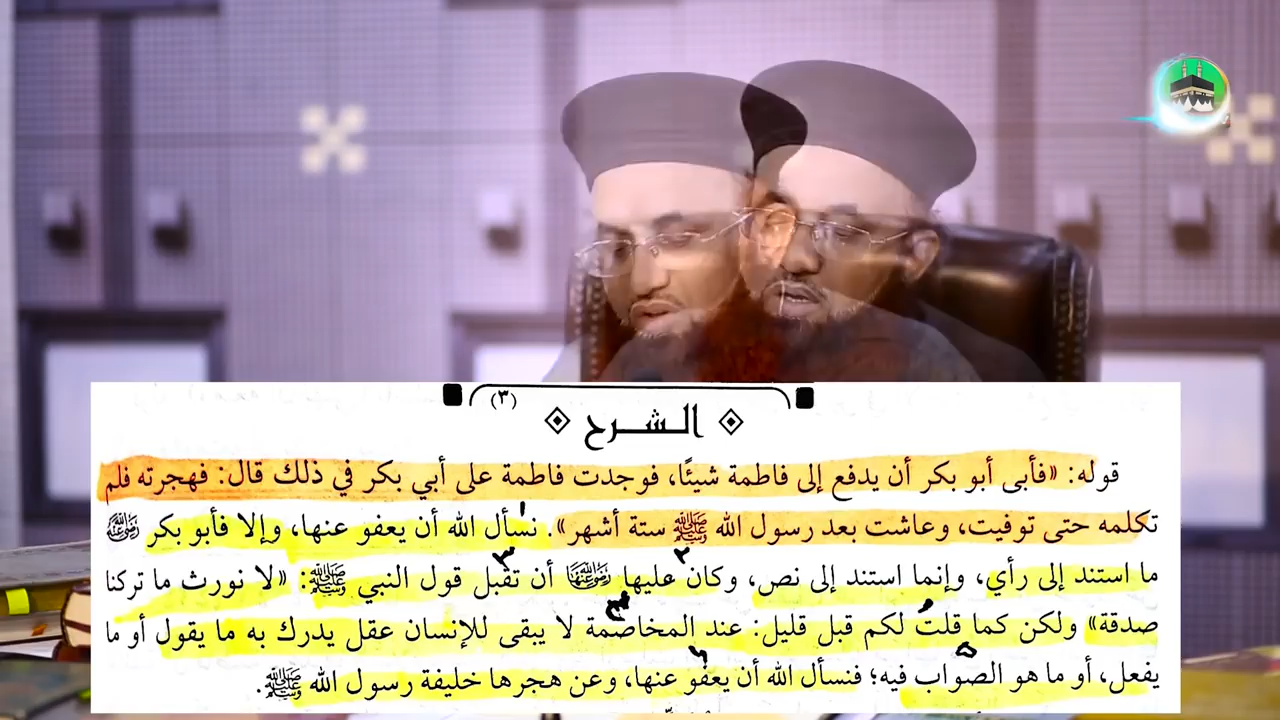 (٣)
الشرح
قوله: «فأبى أبو بكر أن يدفع إلى فاطمة شيئًا، فوجدت فاطمة على أبي بكر في ذلك قال: فهجرته فلم
تكلمه حتى توفيت، وعاشت بعد رسول الله ﷺ ستة أشهر». نسأل الله أن يعفو عنها، وإلا فأبو بكر رضي الله عنه
ما استند إلى رأي، وإنما استند إلى نص، وكان عليها رضي الله عنها أن تقبل قول النبي ﷺ: «لا نورث ما تركنا
صدقة» ولكن كما قلتُ لكم قبل قليل: عند المخاصمة لا يبقى للإنسان عقل يدرك به ما يقول أو ما
يفعل، أو ما هو الصواب فيه؛ فنسأل الله أن يعفو عنها، وعن هجرها خليفة رسول الله ﷺ.